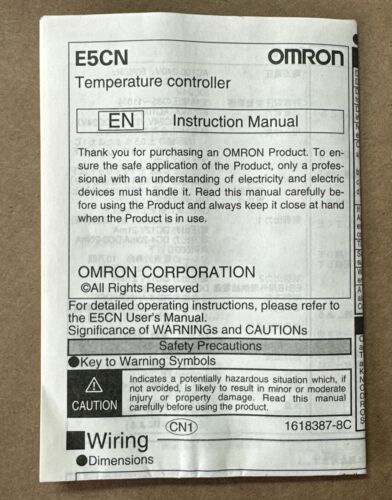 E5CN OMRON
Temperature controller
EN Instruction Manual
Thank you for purchasing an OMRON Product. To en-
sure the safe application of the Product, only a profes-
sional with an understanding of electricity and electric
devices must handle it. Read this manual carefully be-
fore using the Product and always keep it close at hand
when the Product is in use.
OMRON CORPORATION
©All Rights Reserved
For detailed operating instructions, please refer to
the E5CN User's Manual.
Significance of WARNINGs and CAUTIONS
Safety Precautions
●Key to Warning Symbols
CAUTION
Indicates a potentially hazardous situation which, if
not avoided, is likely to result in minor or moderate
injury or property damage. Read this manual
carefully before using the product.
CN1 1618387-8C
■Wiring
●Dimensions